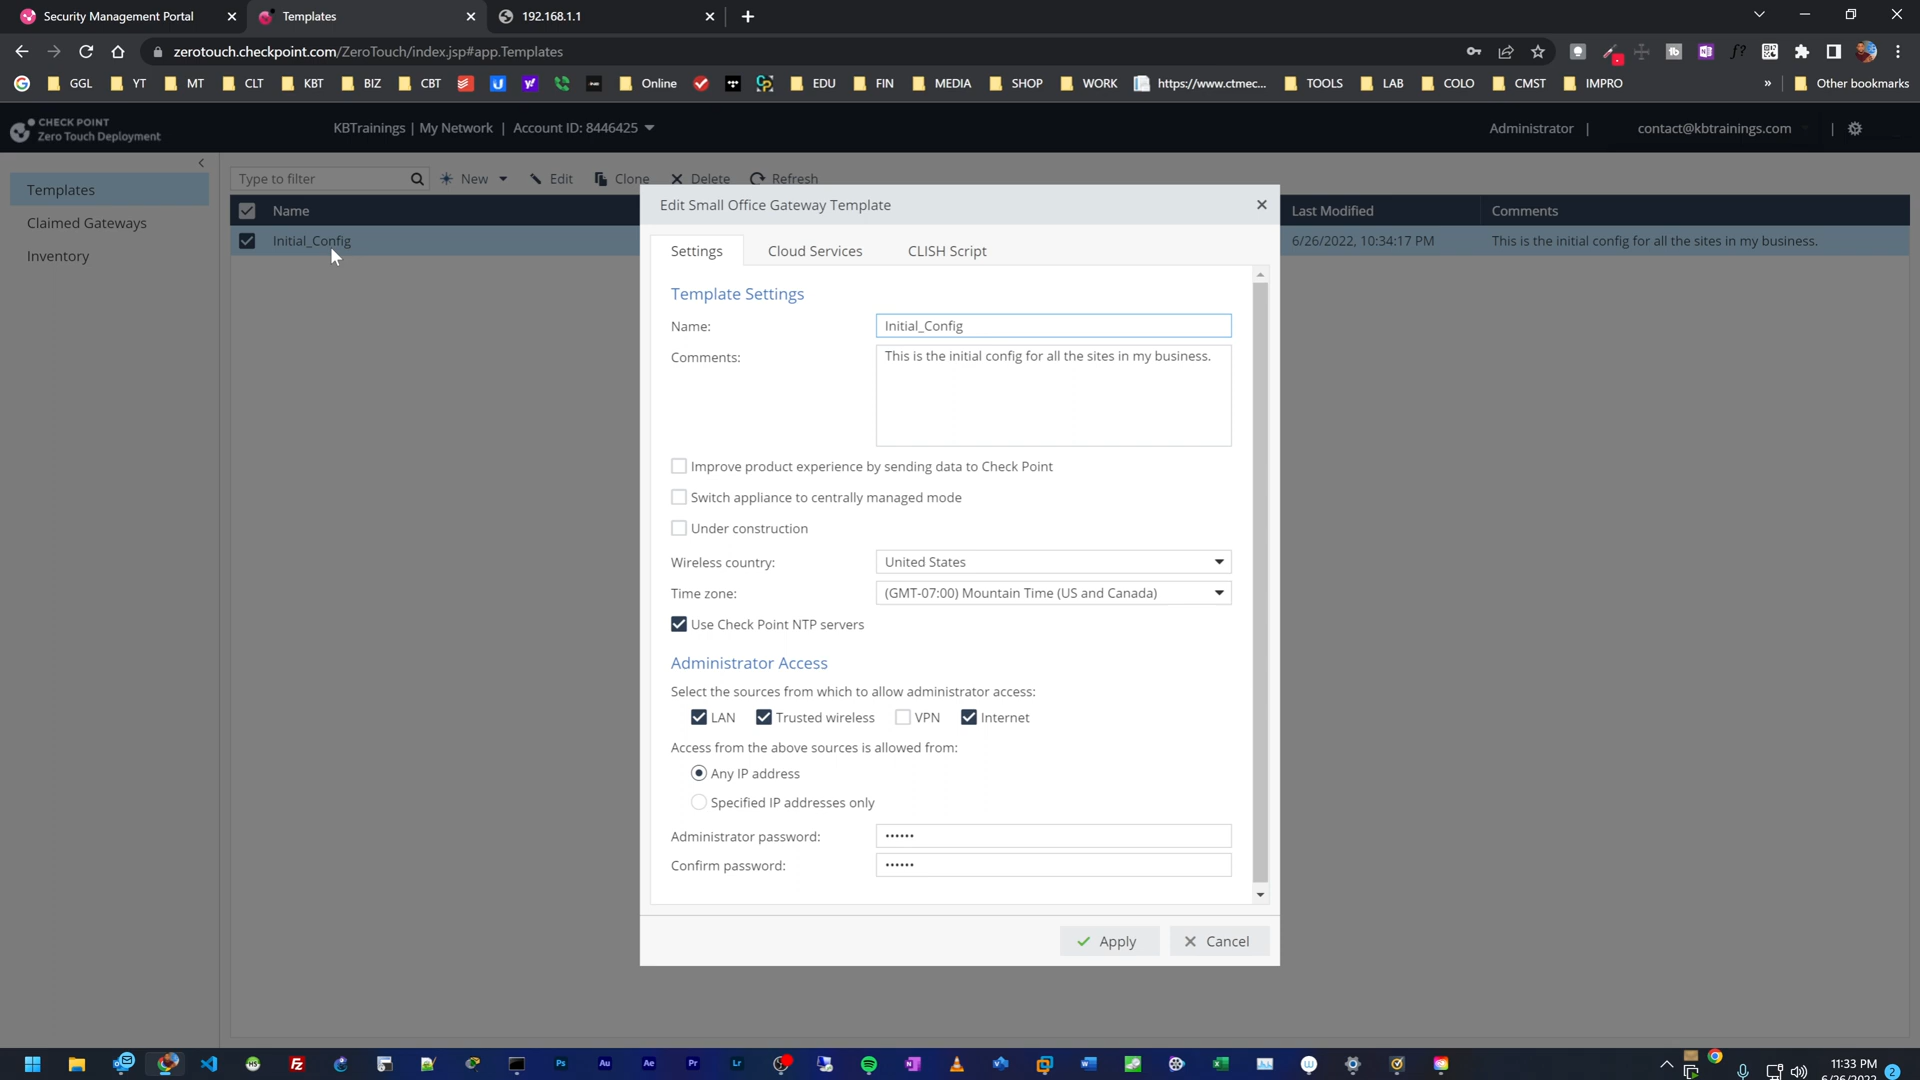 Security Management Portal
Templates
192.168.1.1
zerotouch.checkpoint.com/ZeroTouch/index.jsp#app.Templates
GGL YT MT CLT KBT BIZ CBT Online EDU FIN MEDIA SHOP WORK https://www.ctmec... TOOLS LAB COLO CMST IMPRO » Other bookmarks
CHECK POINT
Zero Touch Deployment
KBTrainings | My Network | Account ID: 8446425
Administrator | contact@kbtrainings.com |
Templates
Claimed Gateways
Inventory
Type to filter New Edit Clone Delete Refresh
Name Last Modified Comments
Initial_Config 6/26/2022, 10:34:17 PM This is the initial config for all the sites in my business.
Edit Small Office Gateway Template
Settings Cloud Services CLISH Script
Template Settings
Name: Initial_Config
Comments: This is the initial config for all the sites in my business.
Improve product experience by sending data to Check Point
Switch appliance to centrally managed mode
Under construction
Wireless country: United States
Time zone: (GMT-07:00) Mountain Time (US and Canada)
Use Check Point NTP servers
Administrator Access
Select the sources from which to allow administrator access:
LAN Trusted wireless VPN Internet
Access from the above sources is allowed from:
Any IP address
Specified IP addresses only
Administrator password: ••••••
Confirm password: ••••••
Apply Cancel
Ps Au Ae Pr Lr
11:33 PM
6/26/2022 2